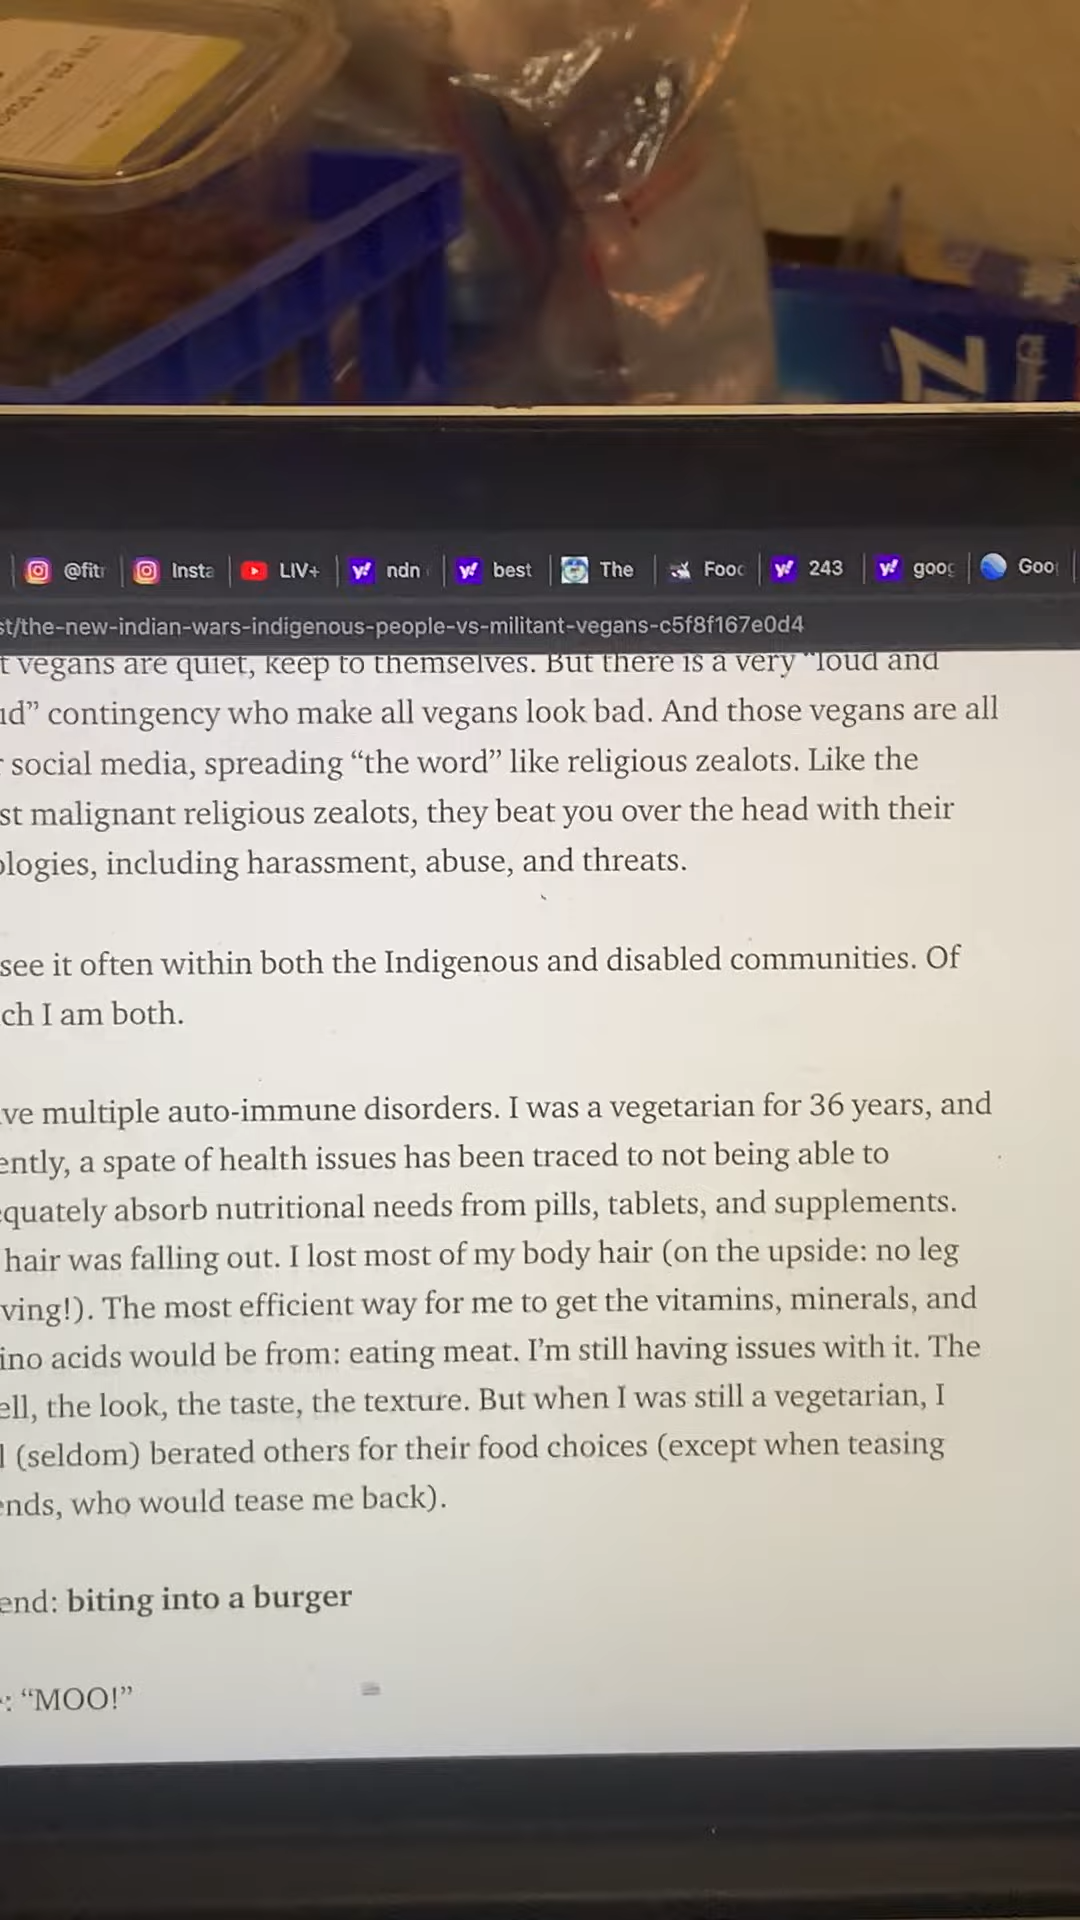 @fitr
Insta
LIV+
ndn
best
The
Food
243
goog
Goo
st/the-new-indian-wars-indigenous-people-vs-militant-vegans-c5f8f167e0d4
t vegans are quiet, keep to themselves. But there is a very “loud and
ud” contingency who make all vegans look bad. And those vegans are all
r social media, spreading “the word” like religious zealots. Like the
st malignant religious zealots, they beat you over the head with their
ologies, including harassment, abuse, and threats.
see it often within both the Indigenous and disabled communities. Of
ch I am both.
ve multiple auto-immune disorders. I was a vegetarian for 36 years, and
ently, a spate of health issues has been traced to not being able to
equately absorb nutritional needs from pills, tablets, and supplements.
hair was falling out. I lost most of my body hair (on the upside: no leg
ving!). The most efficient way for me to get the vitamins, minerals, and
ino acids would be from: eating meat. I’m still having issues with it. The
ell, the look, the taste, the texture. But when I was still a vegetarian, I
l (seldom) berated others for their food choices (except when teasing
ends, who would tease me back).
end: biting into a burger
: “MOO!”